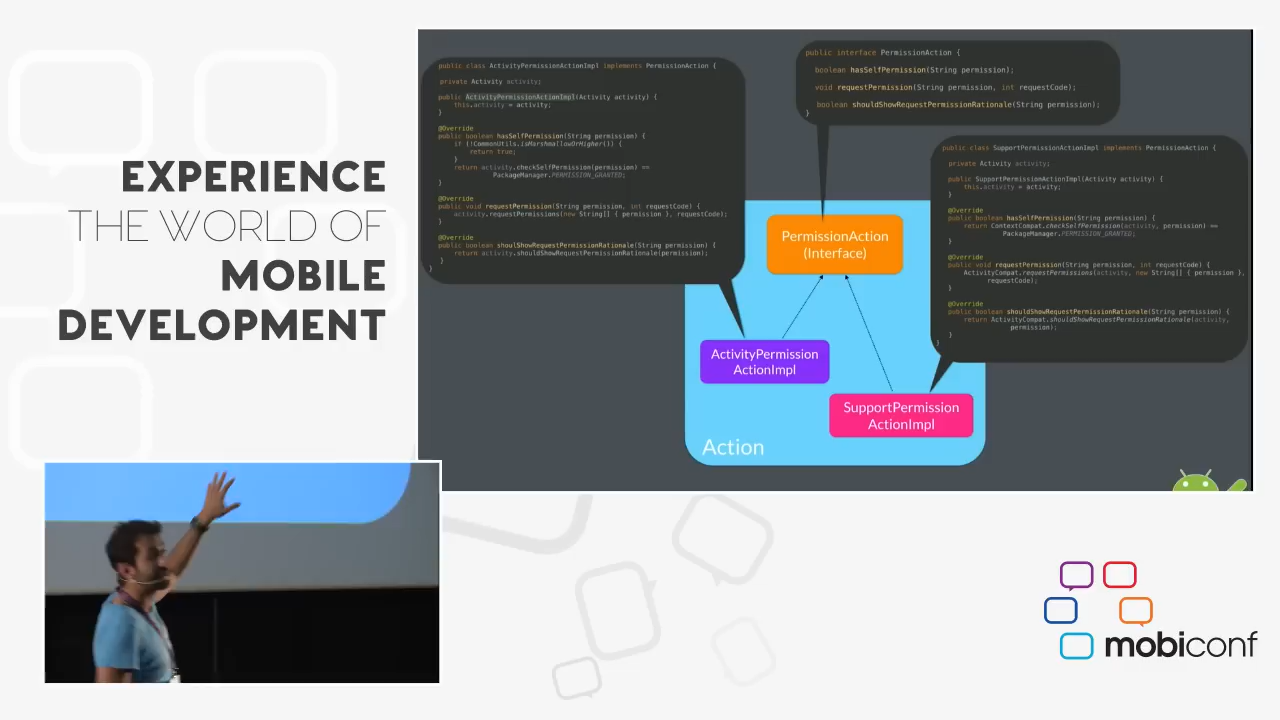 EXPERIENCE
THE WORLD OF
MOBILE
DEVELOPMENT
public class ActivityPermissionActionImpl implements PermissionAction {
private Activity activity;
public ActivityPermissionActionImpl(Activity activity) {
this.activity = activity;
}
@Override
public boolean hasSelfPermission(String permission) {
if (!CommonUtils.isMarshmallowOrHigher()) {
return true;
}
return activity.checkSelfPermission(permission) ==
PackageManager.PERMISSION_GRANTED;
}
@Override
public void requestPermission(String permission, int requestCode) {
activity.requestPermissions(new String[] { permission }, requestCode);
}
@Override
public boolean shoulShowRequestPermissionRationale(String permission) {
return activity.shouldShowRequestPermissionRationale(permission);
}
}
public interface PermissionAction {
boolean hasSelfPermission(String permission);
void requestPermission(String permission, int requestCode);
boolean shouldShowRequestPermissionRationale(String permission);
}
public class SupportPermissionActionImpl implements PermissionAction {
private Activity activity;
public SupportPermissionActionImpl(Activity activity) {
this.activity = activity;
}
@Override
public boolean hasSelfPermission(String permission) {
return ContextCompat.checkSelfPermission(activity, permission) ==
PackageManager.PERMISSION_GRANTED;
}
@Override
public void requestPermission(String permission, int requestCode) {
ActivityCompat.requestPermissions(activity, new String[] { permission },
requestCode);
}
@Override
public boolean shouldShowRequestPermissionRationale(String permission) {
return ActivityCompat.shouldShowRequestPermissionRationale(activity,
permission);
}
}
PermissionAction
(Interface)
ActivityPermission
ActionImpl
SupportPermission
ActionImpl
Action
mobiconf